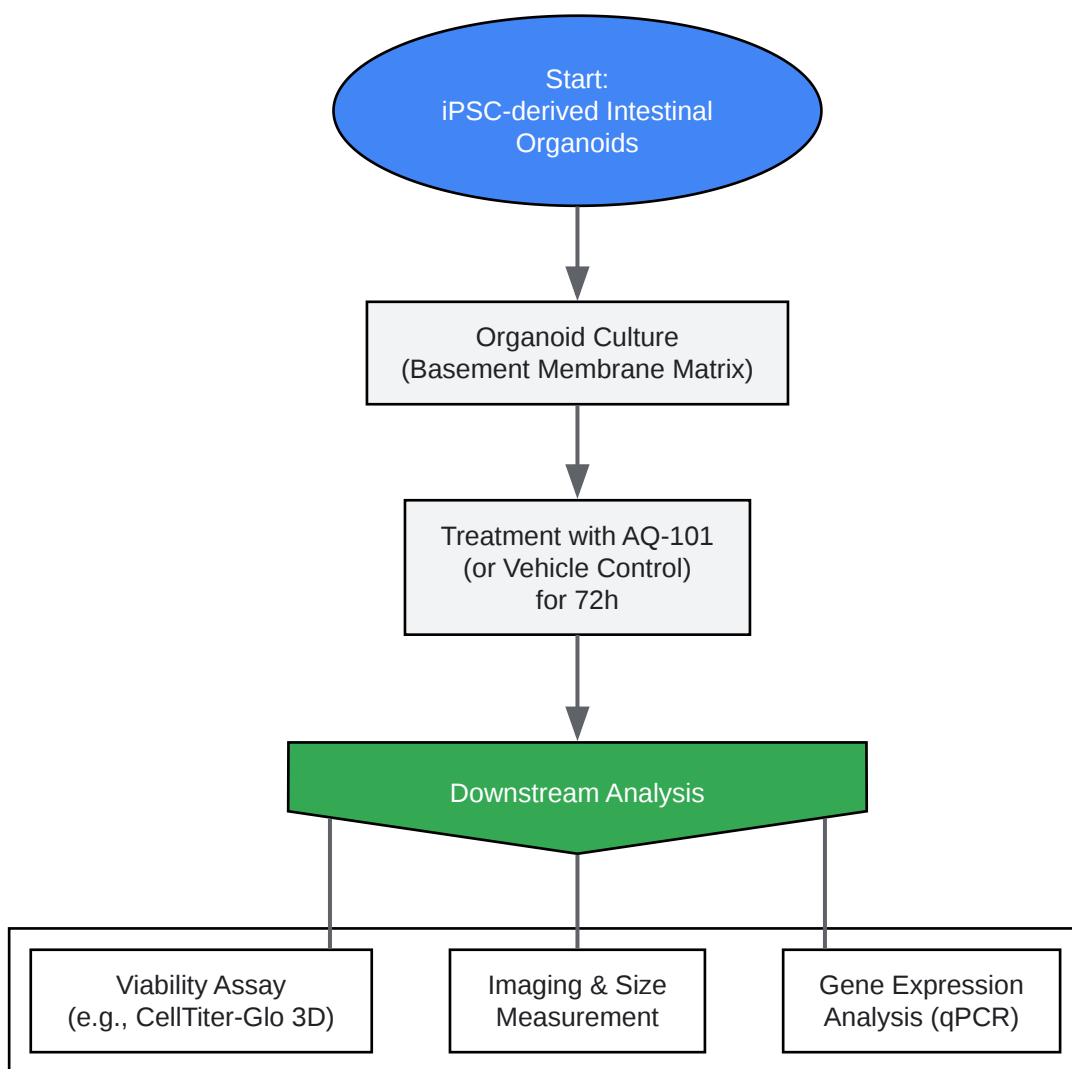 Start:
iPSC-derived Intestinal
Organoids
Organoid Culture
(Basement Membrane Matrix)
Treatment with AQ-101
(or Vehicle Control)
for 72h
Downstream Analysis
Viability Assay
(e.g., CellTiter-Glo 3D)
Imaging & Size
Measurement
Gene Expression
Analysis (qPCR)